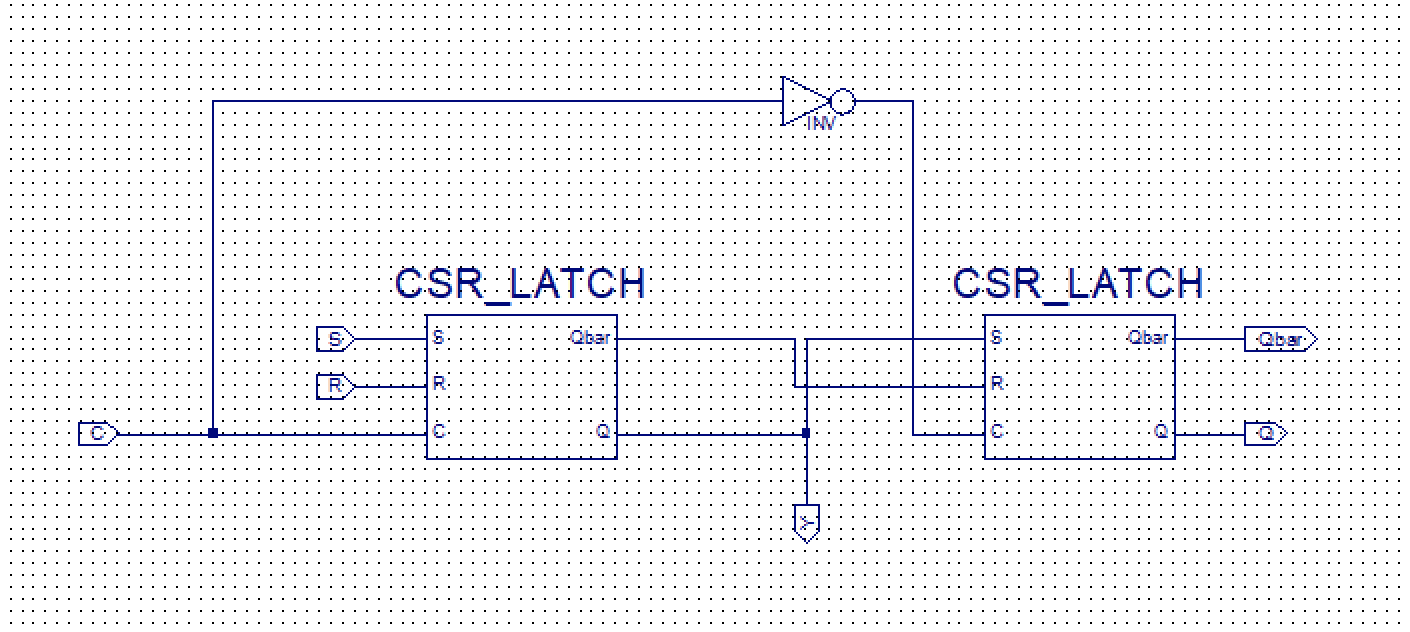 INV
CSR_LATCH CSR_LATCH
S S Qbar S Qbar Qbar
R R R
C C Q C Q Q
Y